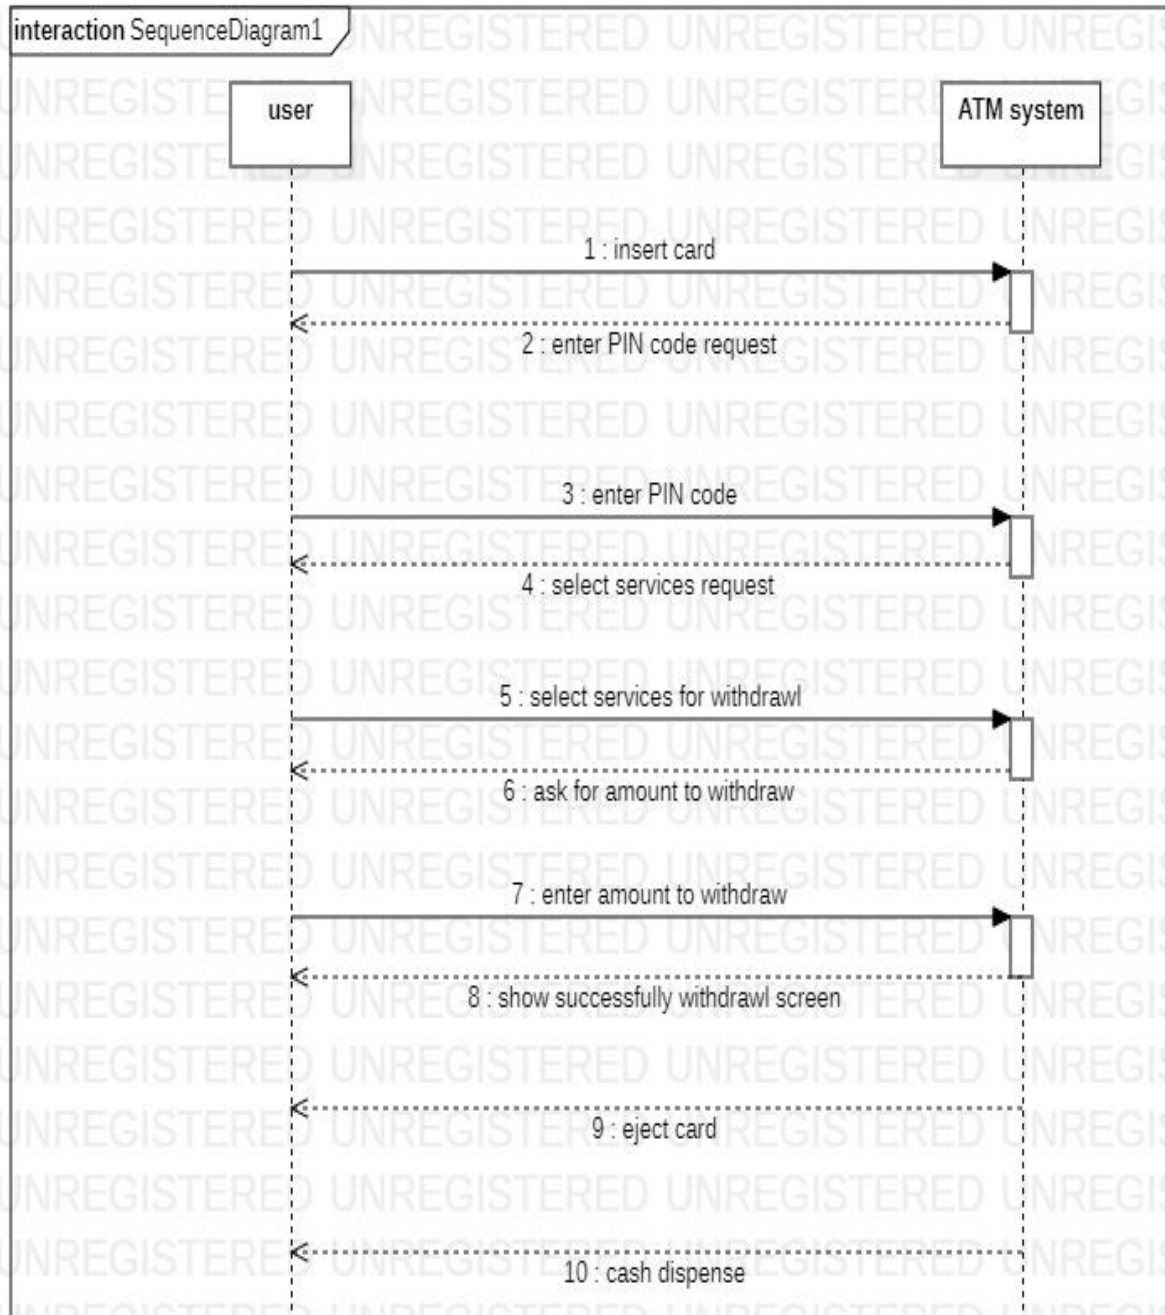 interaction SequenceDiagram1
user
ATM system
1 : insert card
2 : enter PIN code request
3 : enter PIN code
4 : select services request
5 : select services for withdrawl
6 : ask for amount to withdraw
7 : enter amount to withdraw
8 : show successfully withdrawl screen
9 : eject card
10 : cash dispense
UNREGISTERED